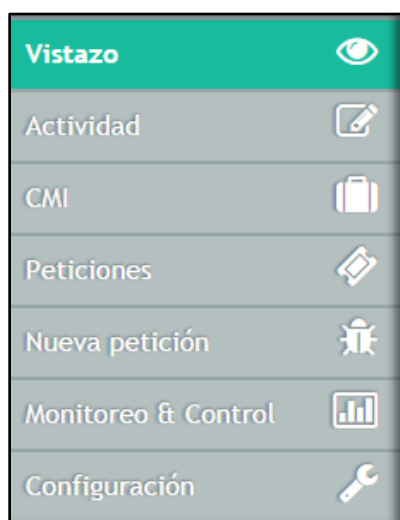 Vistazo
Actividad
CMI
Peticiones
Nueva petición
Monitoreo & Control
Configuración